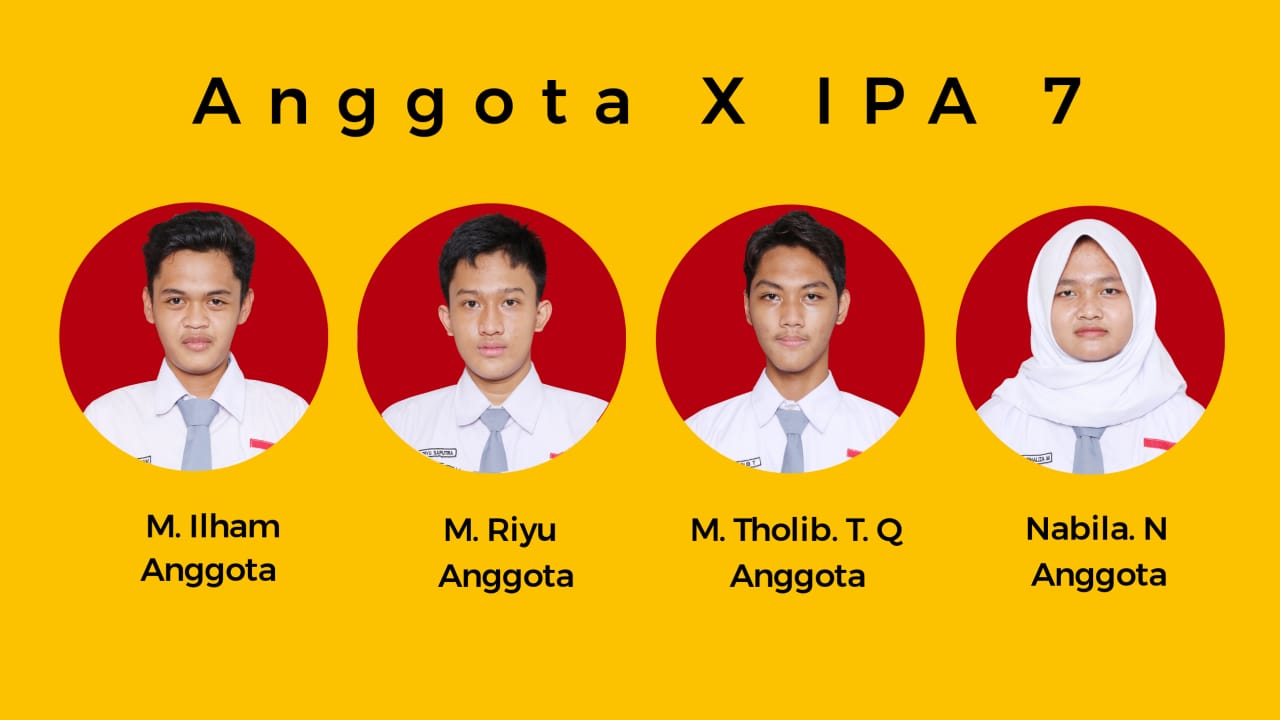 Anggota X IPA 7
M. Ilham
Anggota
M. Riyu
Anggota
M. Tholib. T. Q
Anggota
Nabila. N
Anggota